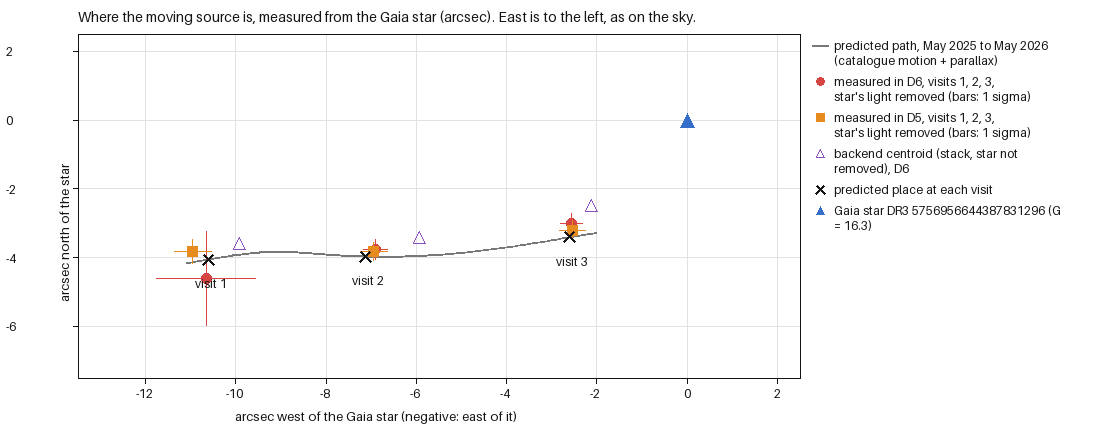 Where the moving source is, measured from the Gaia star (arcsec). East is to the left, as on the sky.
2
0
-2
-4
-6
arcsec north of the star
-12
-10
-8
-6
-4
-2
0
2
arcsec west of the Gaia star (negative: east of it)
visit 1
visit 2
visit 3
predicted path, May 2025 to May 2026
(catalogue motion + parallax)
measured in D6, visits 1, 2, 3,
star's light removed (bars: 1 sigma)
measured in D5, visits 1, 2, 3,
star's light removed (bars: 1 sigma)
backend centroid (stack, star not
removed), D6
predicted place at each visit
Gaia star DR3 5756956644387831296 (G
= 16.3)